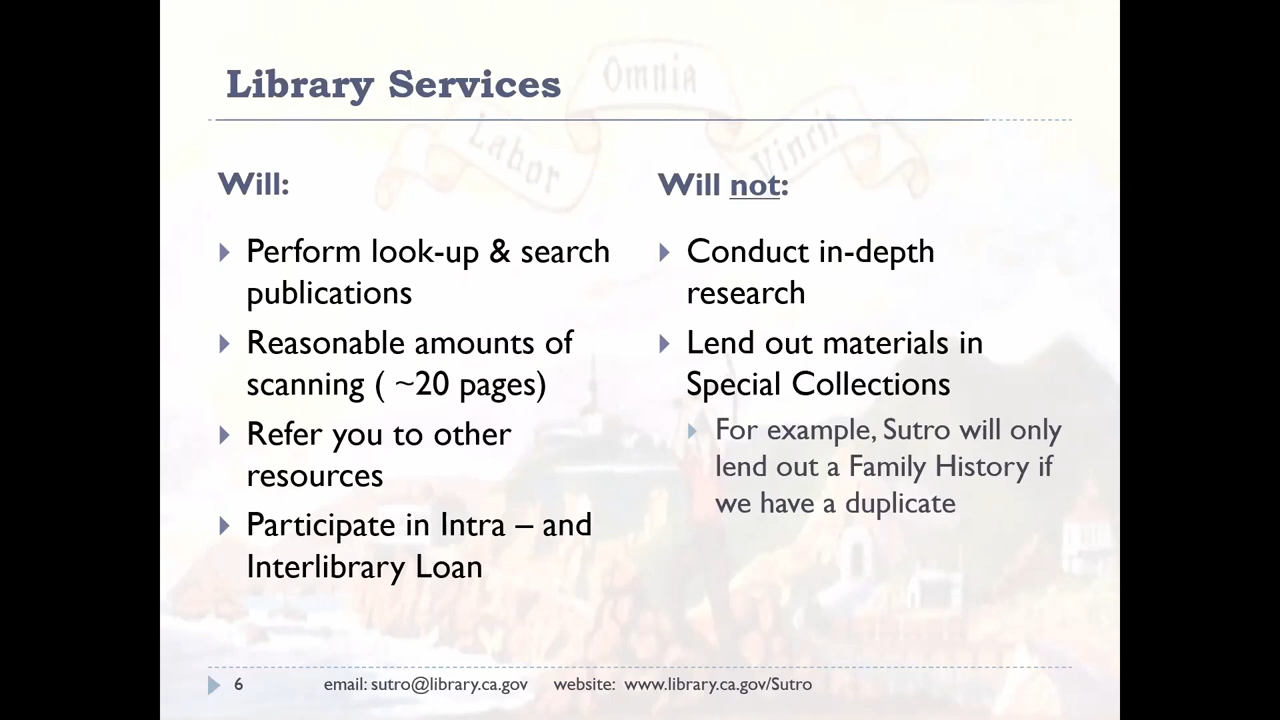 Omnia
Labor
Vincit
Library Services
Will:
Perform look-up & search
publications
Reasonable amounts of
scanning ( ~20 pages)
Refer you to other
resources
Participate in Intra – and
Interlibrary Loan
Will not:
Conduct in-depth
research
Lend out materials in
Special Collections
For example, Sutro will only
lend out a Family History if
we have a duplicate
6
email: sutro@library.ca.gov
website: www.library.ca.gov/Sutro